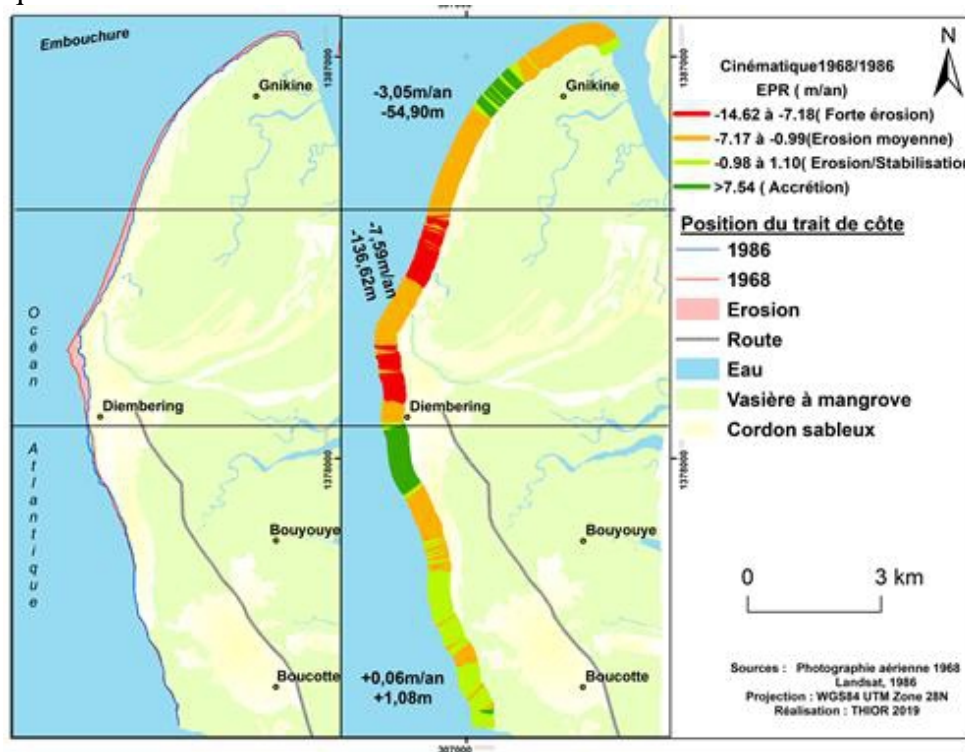 Embouchure
Gnikine
Océan
Atlantique
Diembering
Bouyouye
Boucotte
1387000
1378000
-3,05m/an
-54,90m
Gnikine
-7,59m/an
-136,62m
Diembering
Bouyouye
+0,06m/an
+1,08m
Boucotte
307000
1387000
1378000
N
Cinématique1968/1986
EPR ( m/an)
-14.62 à -7.18( Forte érosion)
-7.17 à -0.99(Erosion moyenne)
-0.98 à 1.10( Erosion/Stabilisation
>7.54 ( Accrétion)
Position du trait de côte
1986
1968
Erosion
Route
Eau
Vasière à mangrove
Cordon sableux
0 3 km
Sources : Photographie aérienne 1968
Landsat, 1986
Projection : WGS84 UTM Zone 28N
Réalisation : THIOR 2019